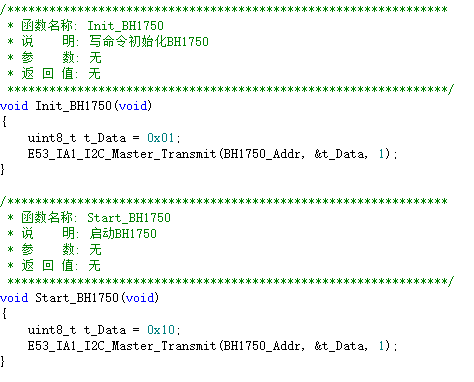 /***************************************************************
 * 函数名称: Init_BH1750
 * 说    明: 写命令初始化BH1750
 * 参    数: 无
 * 返 回 值: 无
 ***************************************************************/
void Init_BH1750(void)
{
    uint8_t t_Data = 0x01;
    E53_IA1_I2C_Master_Transmit(BH1750_Addr, &t_Data, 1);
}

/***************************************************************
 * 函数名称: Start_BH1750
 * 说    明: 启动BH1750
 * 参    数: 无
 * 返 回 值: 无
 ***************************************************************/
void Start_BH1750(void)
{
    uint8_t t_Data = 0x10;
    E53_IA1_I2C_Master_Transmit(BH1750_Addr, &t_Data, 1);
}